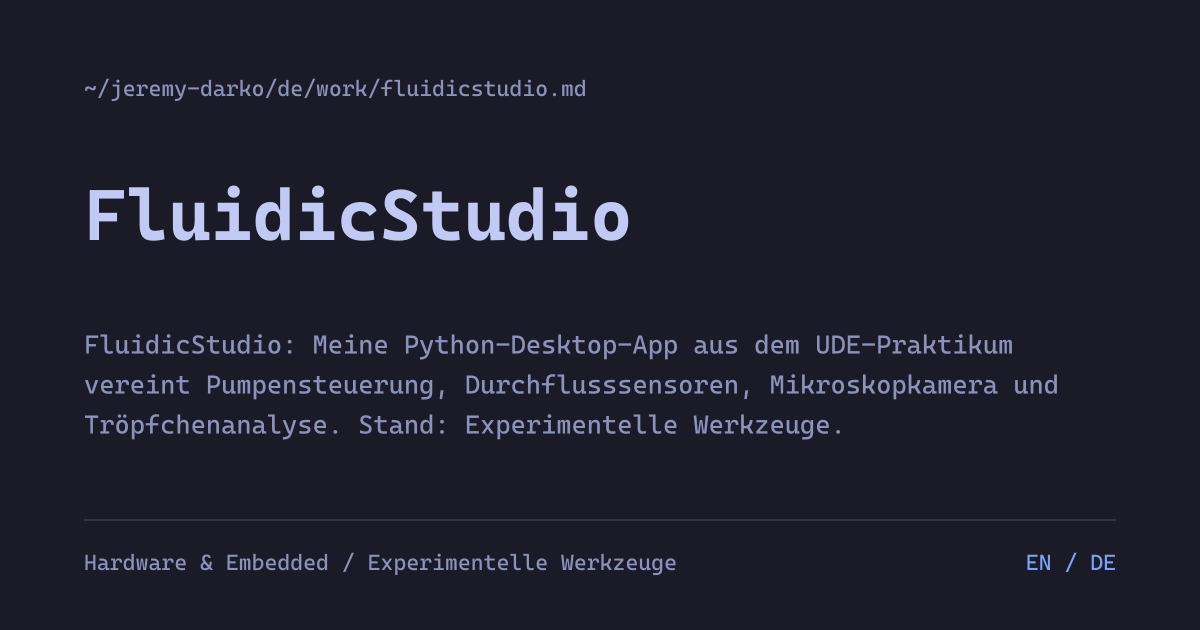 ~/jeremy-darko/de/work/fluidicstudio.md
FluidicStudio
FluidicStudio: Meine Python-Desktop-App aus dem UDE-Praktikum
vereint Pumpensteuerung, Durchflusssensoren, Mikroskopkamera und
Tröpfchenanalyse. Stand: Experimentelle Werkzeuge.
Hardware & Embedded / Experimentelle Werkzeuge
EN / DE